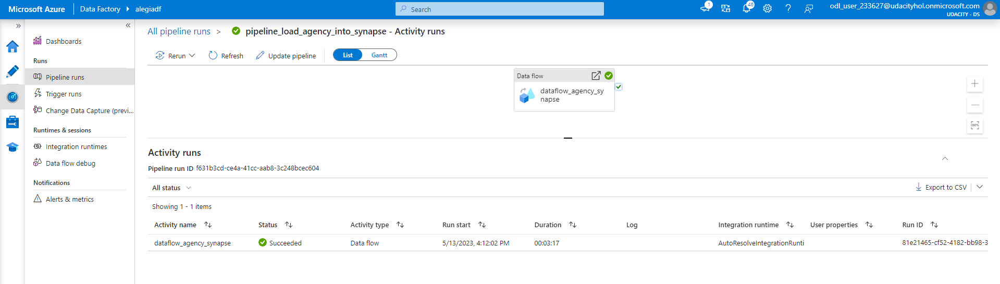 Microsoft Azure Data Factory alegiadf Search 1 46 odl_user_233627@udacityhol.onmicrosoft.com
UDACITY - DS
» «
Dashboards
Runs
Pipeline runs
Trigger runs
Change Data Capture (previ...
Runtimes & sessions
Integration runtimes
Data flow debug
Notifications
Alerts & metrics
All pipeline runs > pipeline_load_agency_into_synapse - Activity runs
Rerun Refresh Update pipeline List Gantt
Data flow
dataflow_agency_sy
napse
100%
Activity runs
Pipeline run ID f631b3cd-ce4a-41cc-aab8-3c248bcec604
All status Export to CSV
Showing 1 - 1 items
Activity name Status Activity type Run start Duration Log Integration runtime User properties Run ID
dataflow_agency_synapse Succeeded Data flow 5/13/2023, 4:12:02 PM 00:03:17 AutoResolveIntegrationRunti 81e21465-cf52-4182-bb98-3